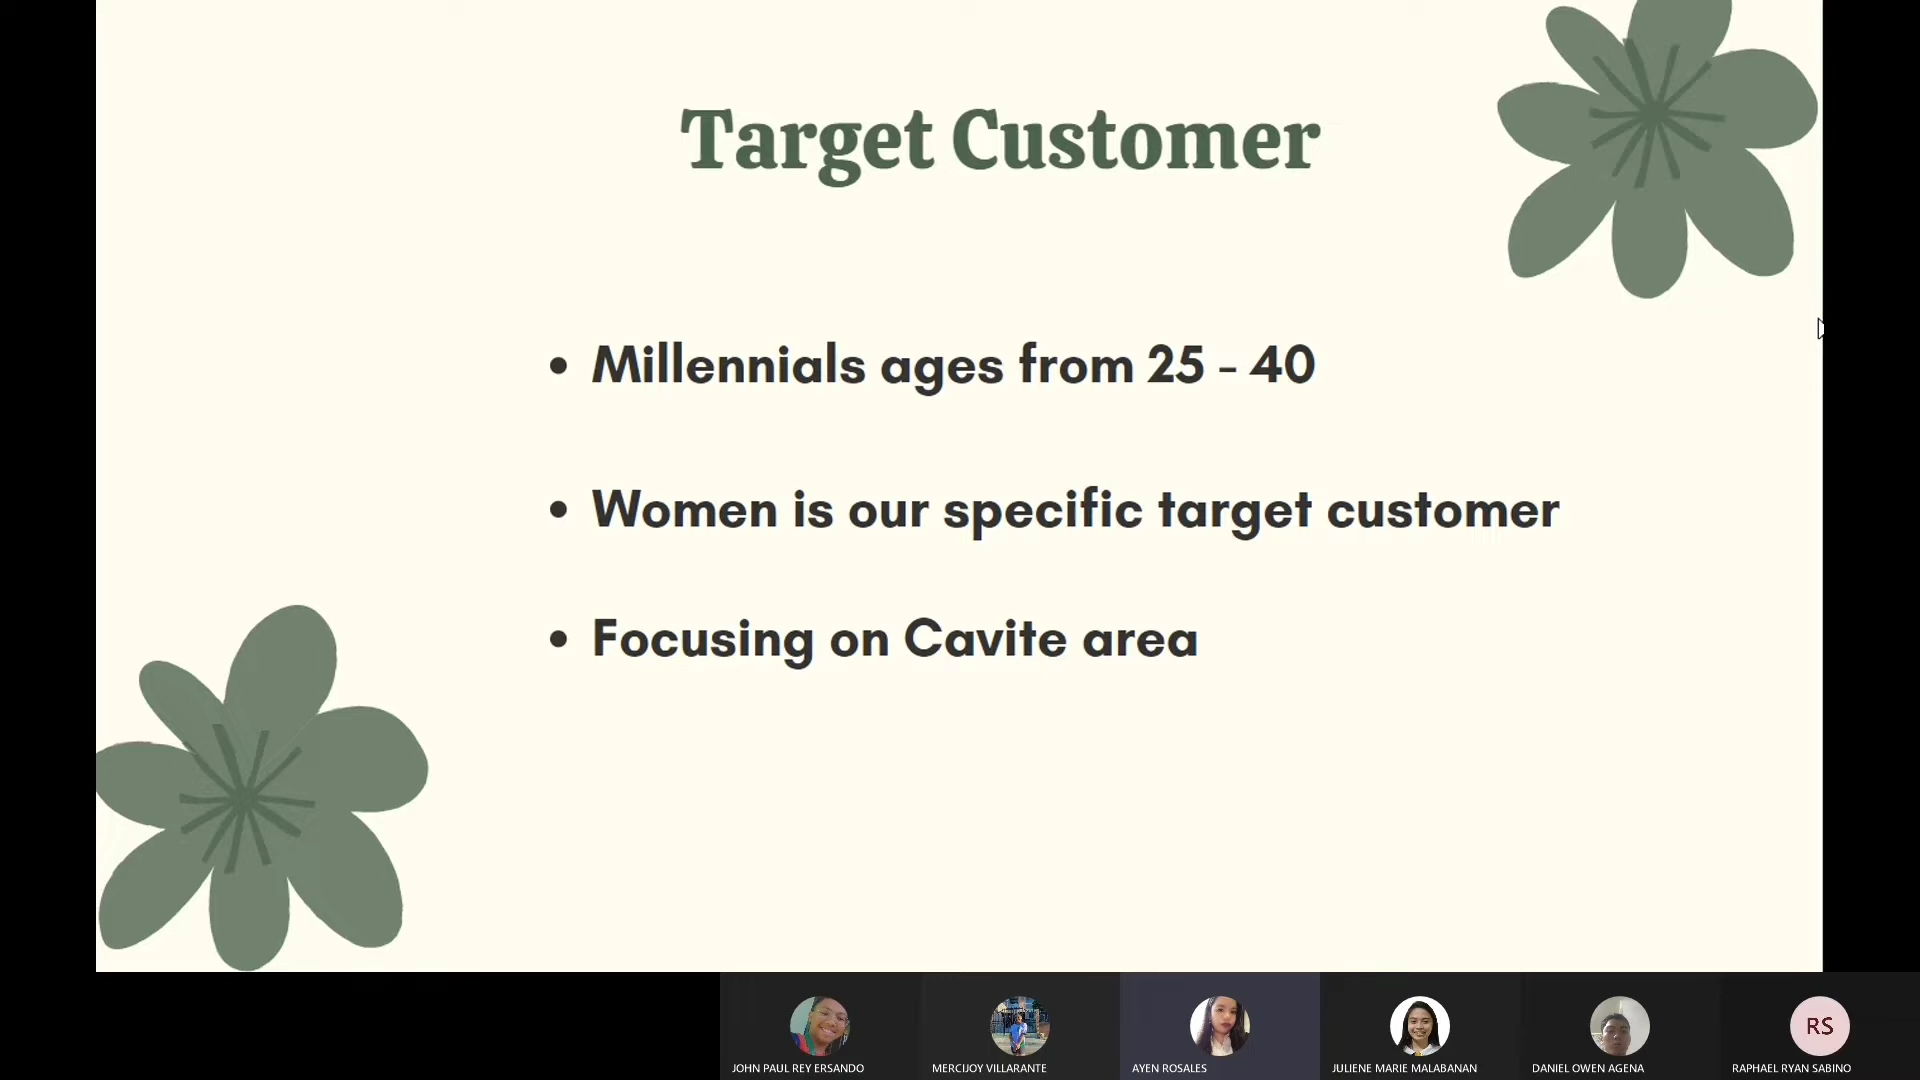 Target Customer
Millennials ages from 25 - 40
Women is our specific target customer
Focusing on Cavite area
RS
JOHN PAUL REY ERSANDO
MERCIJOY VILLARANTE
AYEN ROSALES
JULIENE MARIE MALABANAN
DANIEL OWEN AGENA
RAPHAEL RYAN SABINO